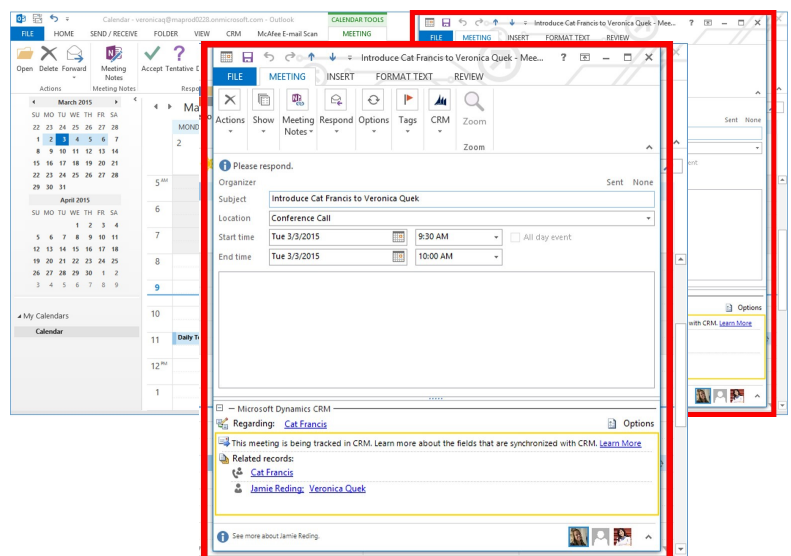 Calendar - veronicaq@maprod0228.onmicrosoft.com - Outlook
CALENDAR TOOLS
FILE HOME SEND / RECEIVE FOLDER VIEW CRM McAfee E-mail Scan MEETING
Open Delete Forward Meeting Notes Accept Tentative
Actions Meeting Notes
March 2015
SU MO TU WE TH FR SA
22 23 24 25 26 27 28
1 2 3 4 5 6 7
8 9 10 11 12 13 14
15 16 17 18 19 20 21
22 23 24 25 26 27 28
29 30 31
April 2015
SU MO TU WE TH FR SA
1 2 3 4
5 6 7 8 9 10 11
12 13 14 15 16 17 18
19 20 21 22 23 24 25
26 27 28 29 30 1 2
3 4 5 6 7 8 9
My Calendars
Calendar
2
5 AM
6
7
8
9
10
11
12 PM
1
Introduce Cat Francis to Veronica Quek - Mee...
FILE MEETING INSERT FORMAT TEXT REVIEW
Sent None
Options
with CRM. Learn More
Introduce Cat Francis to Veronica Quek - Mee...
FILE MEETING INSERT FORMAT TEXT REVIEW
Actions Show Meeting Notes Respond Options Tags CRM Zoom
Zoom
Please respond.
Organizer Sent None
Subject Introduce Cat Francis to Veronica Quek
Location Conference Call
Start time Tue 3/3/2015 9:30 AM All day event
End time Tue 3/3/2015 10:00 AM
Microsoft Dynamics CRM
Regarding: Cat Francis Options
This meeting is being tracked in CRM. Learn more about the fields that are synchronized with CRM. Learn More
Related records:
Cat Francis
Jamie Reding; Veronica Quek
See more about Jamie Reding.